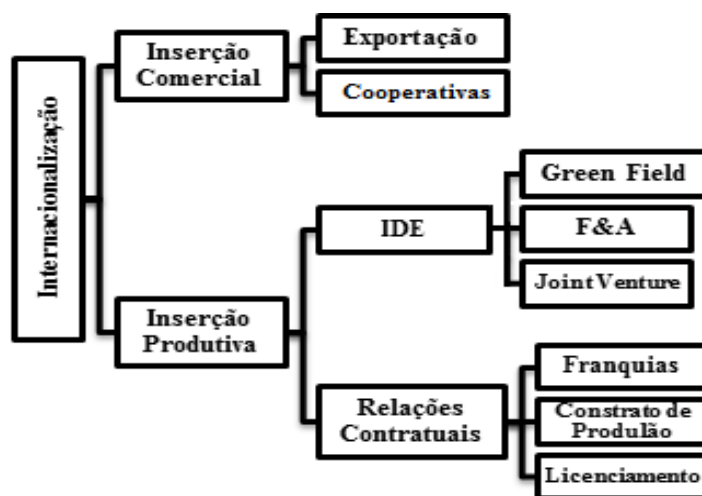 Internacionalização
Inserção
Comercial
Exportação
Cooperativas
Inserção
Produtiva
IDE
Green Field
F&A
Joint Venture
Relações
Contratuais
Franquias
Constrato de
Produlão
Licenciamento